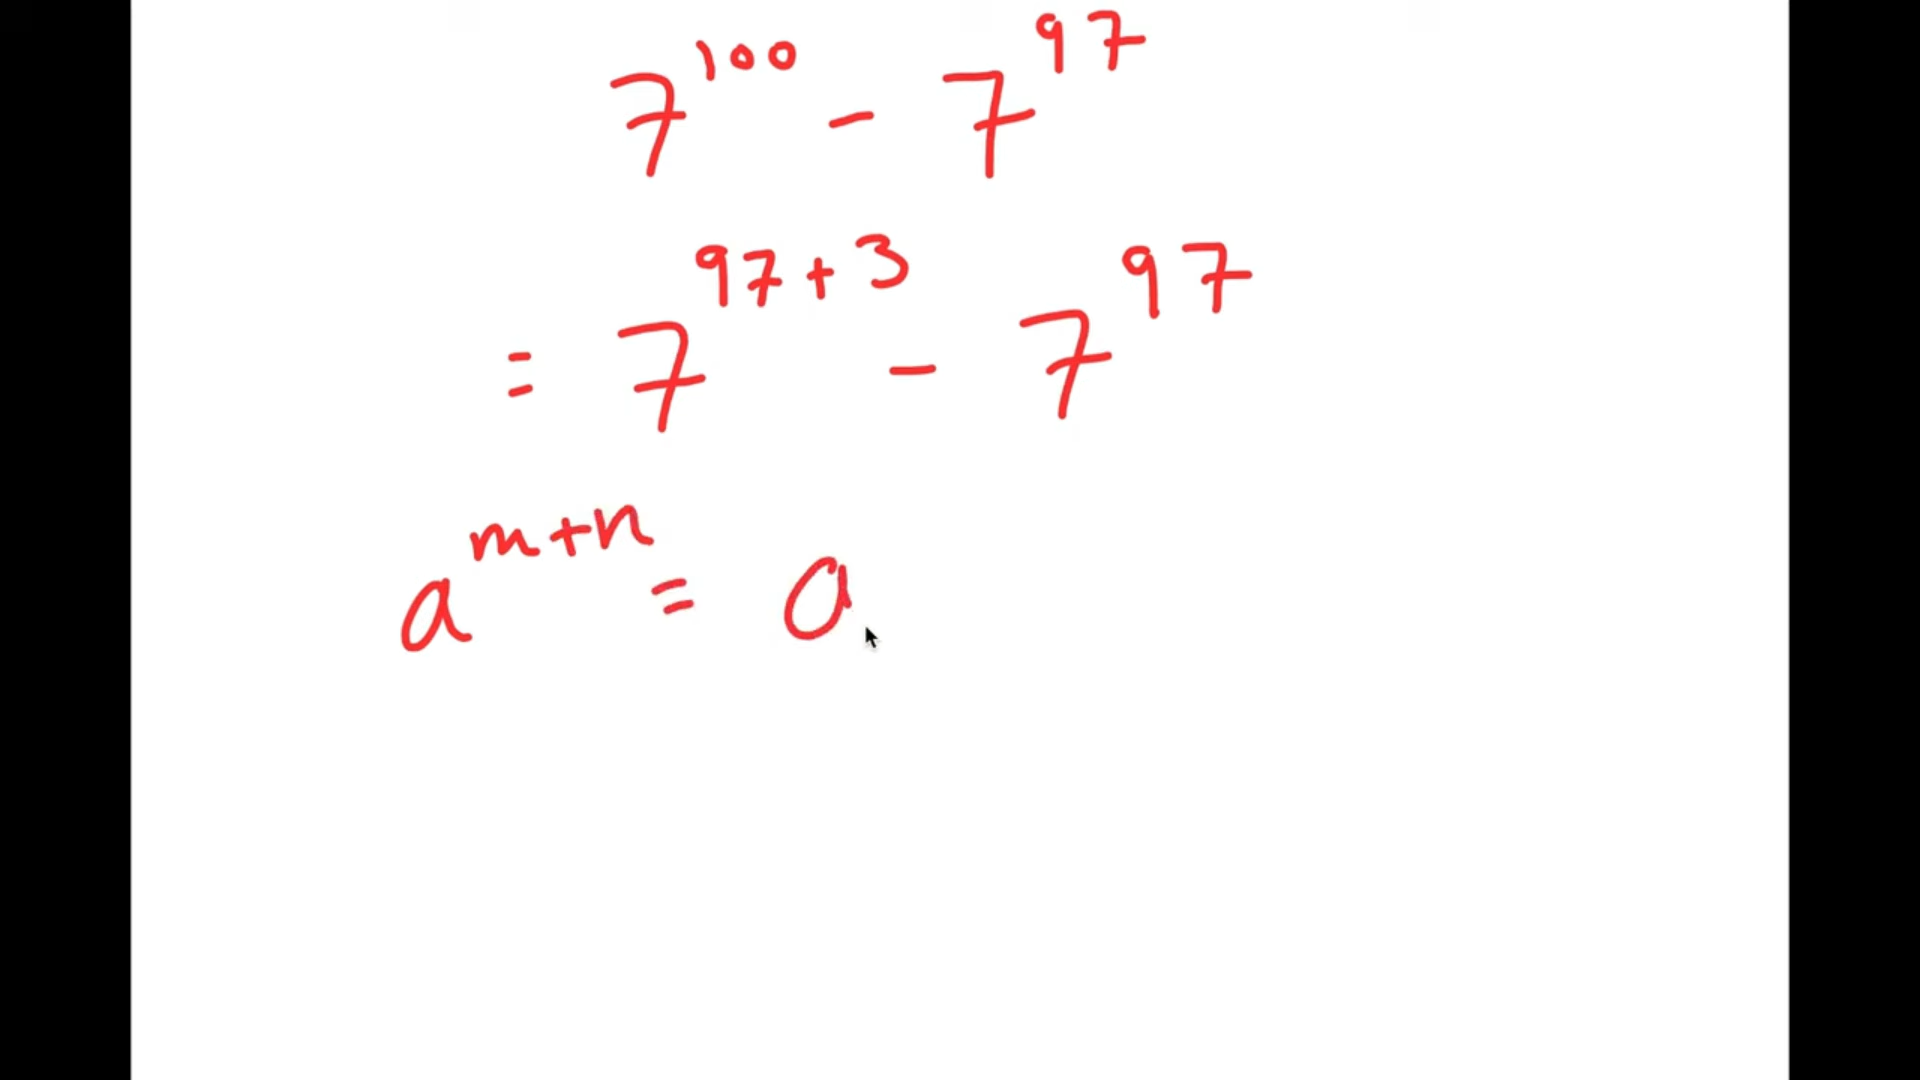 7^100 - 7^97
= 7^97+3 - 7^97
a^m+n = a